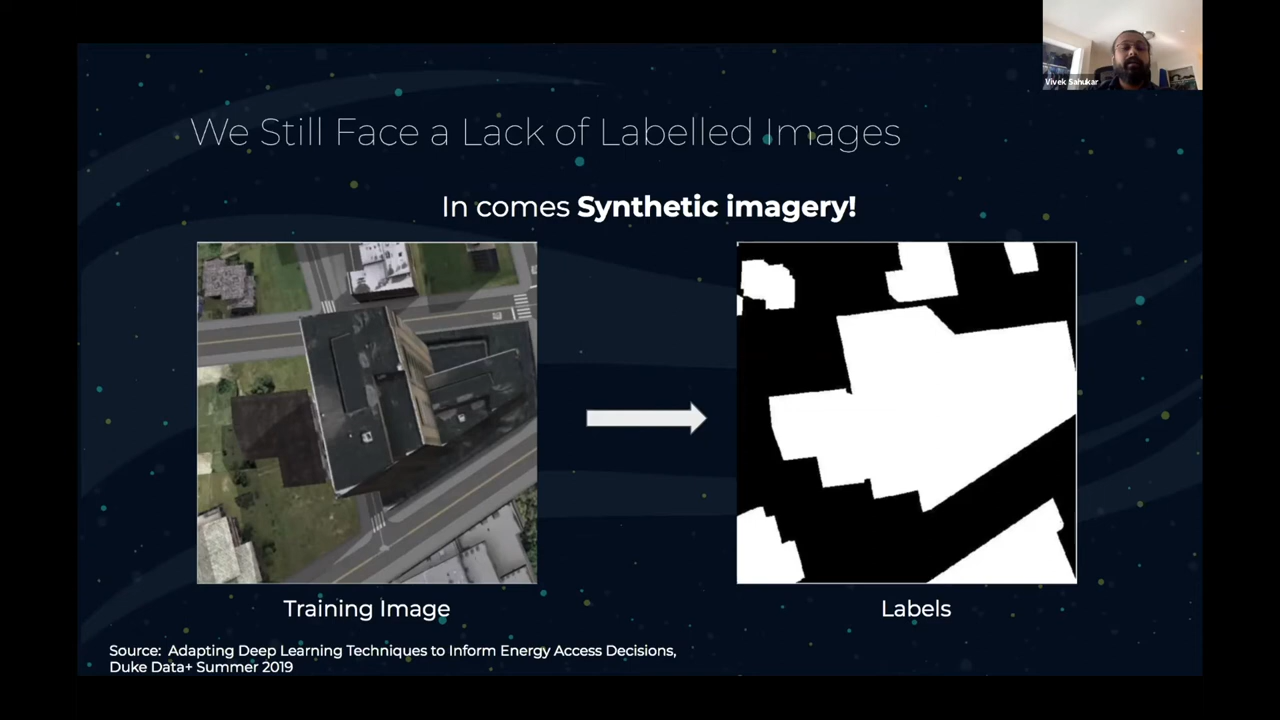 Vivek Sahukar
We Still Face a Lack of Labelled Images
In comes Synthetic imagery!
Training Image
Labels
Source: Adapting Deep Learning Techniques to Inform Energy Access Decisions,
Duke Data+ Summer 2019